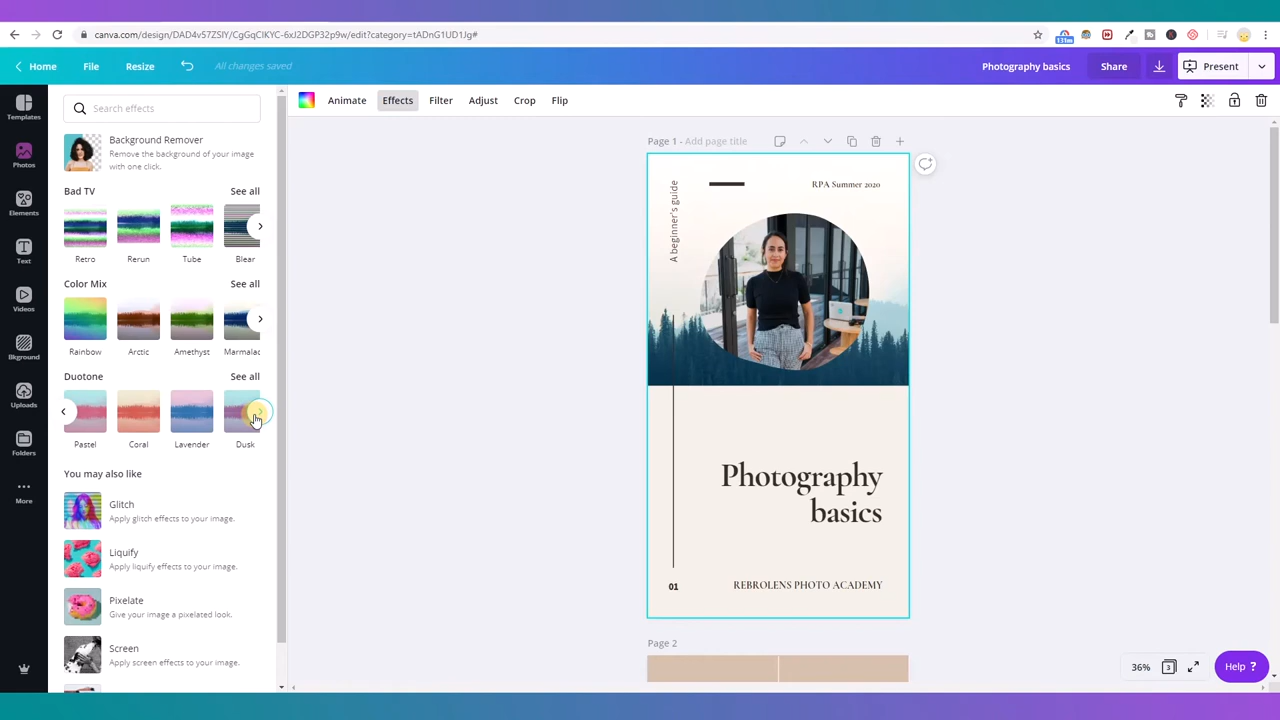 canva.com/design/DAD4v57ZSlY/CgGqCIKYC-6xJ2DGP32p9w/edit?category=tADnG1UD1Jg#
Home
File
Resize
All changes saved
Photography basics
Share
Present
Templates
Photos
Elements
Text
Videos
Bkground
Uploads
Folders
More
Search effects
Background Remover
Remove the background of your image
with one click.
Bad TV
See all
Retro
Rerun
Tube
Blear
Color Mix
See all
Rainbow
Arctic
Amethyst
Marmalac
Duotone
See all
Pastel
Coral
Lavender
Dusk
You may also like
Glitch
Apply glitch effects to your image.
Liquify
Apply liquify effects to your image.
Pixelate
Give your image a pixelated look.
Screen
Apply screen effects to your image.
Animate
Effects
Filter
Adjust
Crop
Flip
Page 1 - Add page title
A beginner's guide
RPA Summer 2020
Photography
basics
01
REBROLENS PHOTO ACADEMY
Page 2
36%
3
Help ?